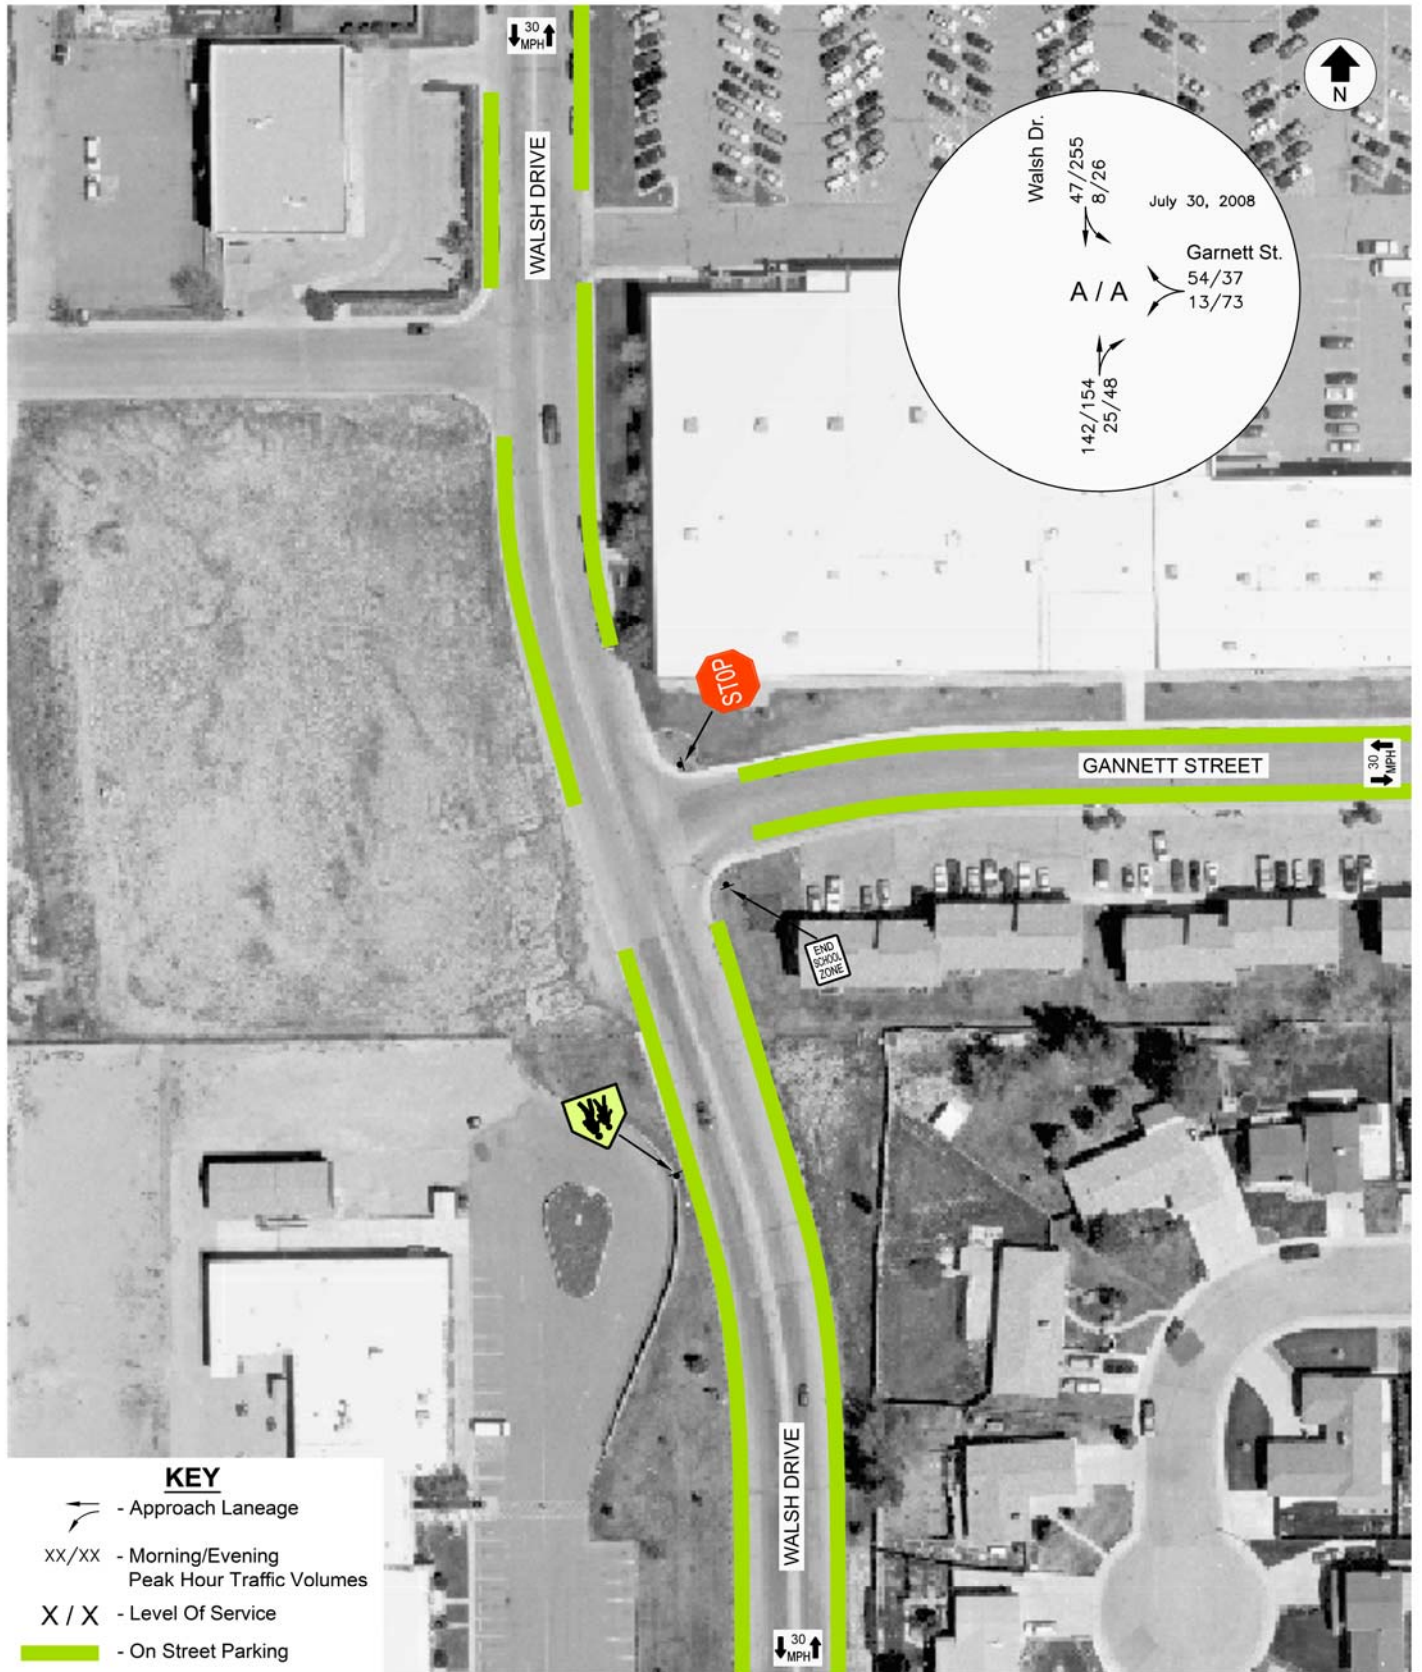 30
MPH
N
WALSH DRIVE
Walsh Dr.
47/255
8/26
July 30, 2008
Garnett St.
54/37
13/73
A / A
142/154
25/48
STOP
GANNETT STREET
30
MPH
END
SCHOOL
ZONE
WALSH DRIVE
30
MPH
KEY
- Approach Laneage
XX/XX - Morning/Evening
Peak Hour Traffic Volumes
X / X - Level Of Service
- On Street Parking